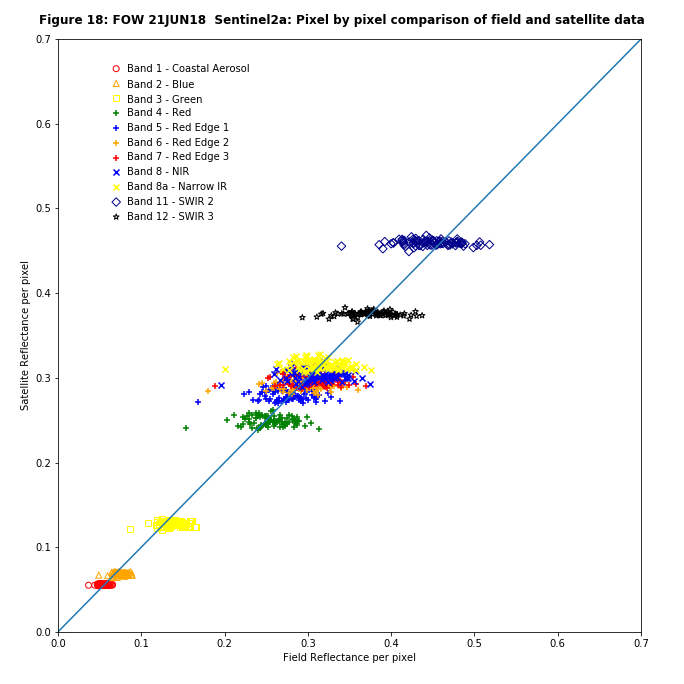 Figure 18: FOW 21JUN18  Sentinel2a: Pixel by pixel comparison of field and satellite data
0.7
0.6
0.5
0.4
0.3
0.2
0.1
0.0
Satellite Reflectance per pixel
Band 1 - Coastal Aerosol
Band 2 - Blue
Band 3 - Green
Band 4 - Red
Band 5 - Red Edge 1
Band 6 - Red Edge 2
Band 7 - Red Edge 3
Band 8 - NIR
Band 8a - Narrow IR
Band 11 - SWIR 2
Band 12 - SWIR 3
0.0 0.1 0.2 0.3 0.4 0.5 0.6 0.7
Field Reflectance per pixel